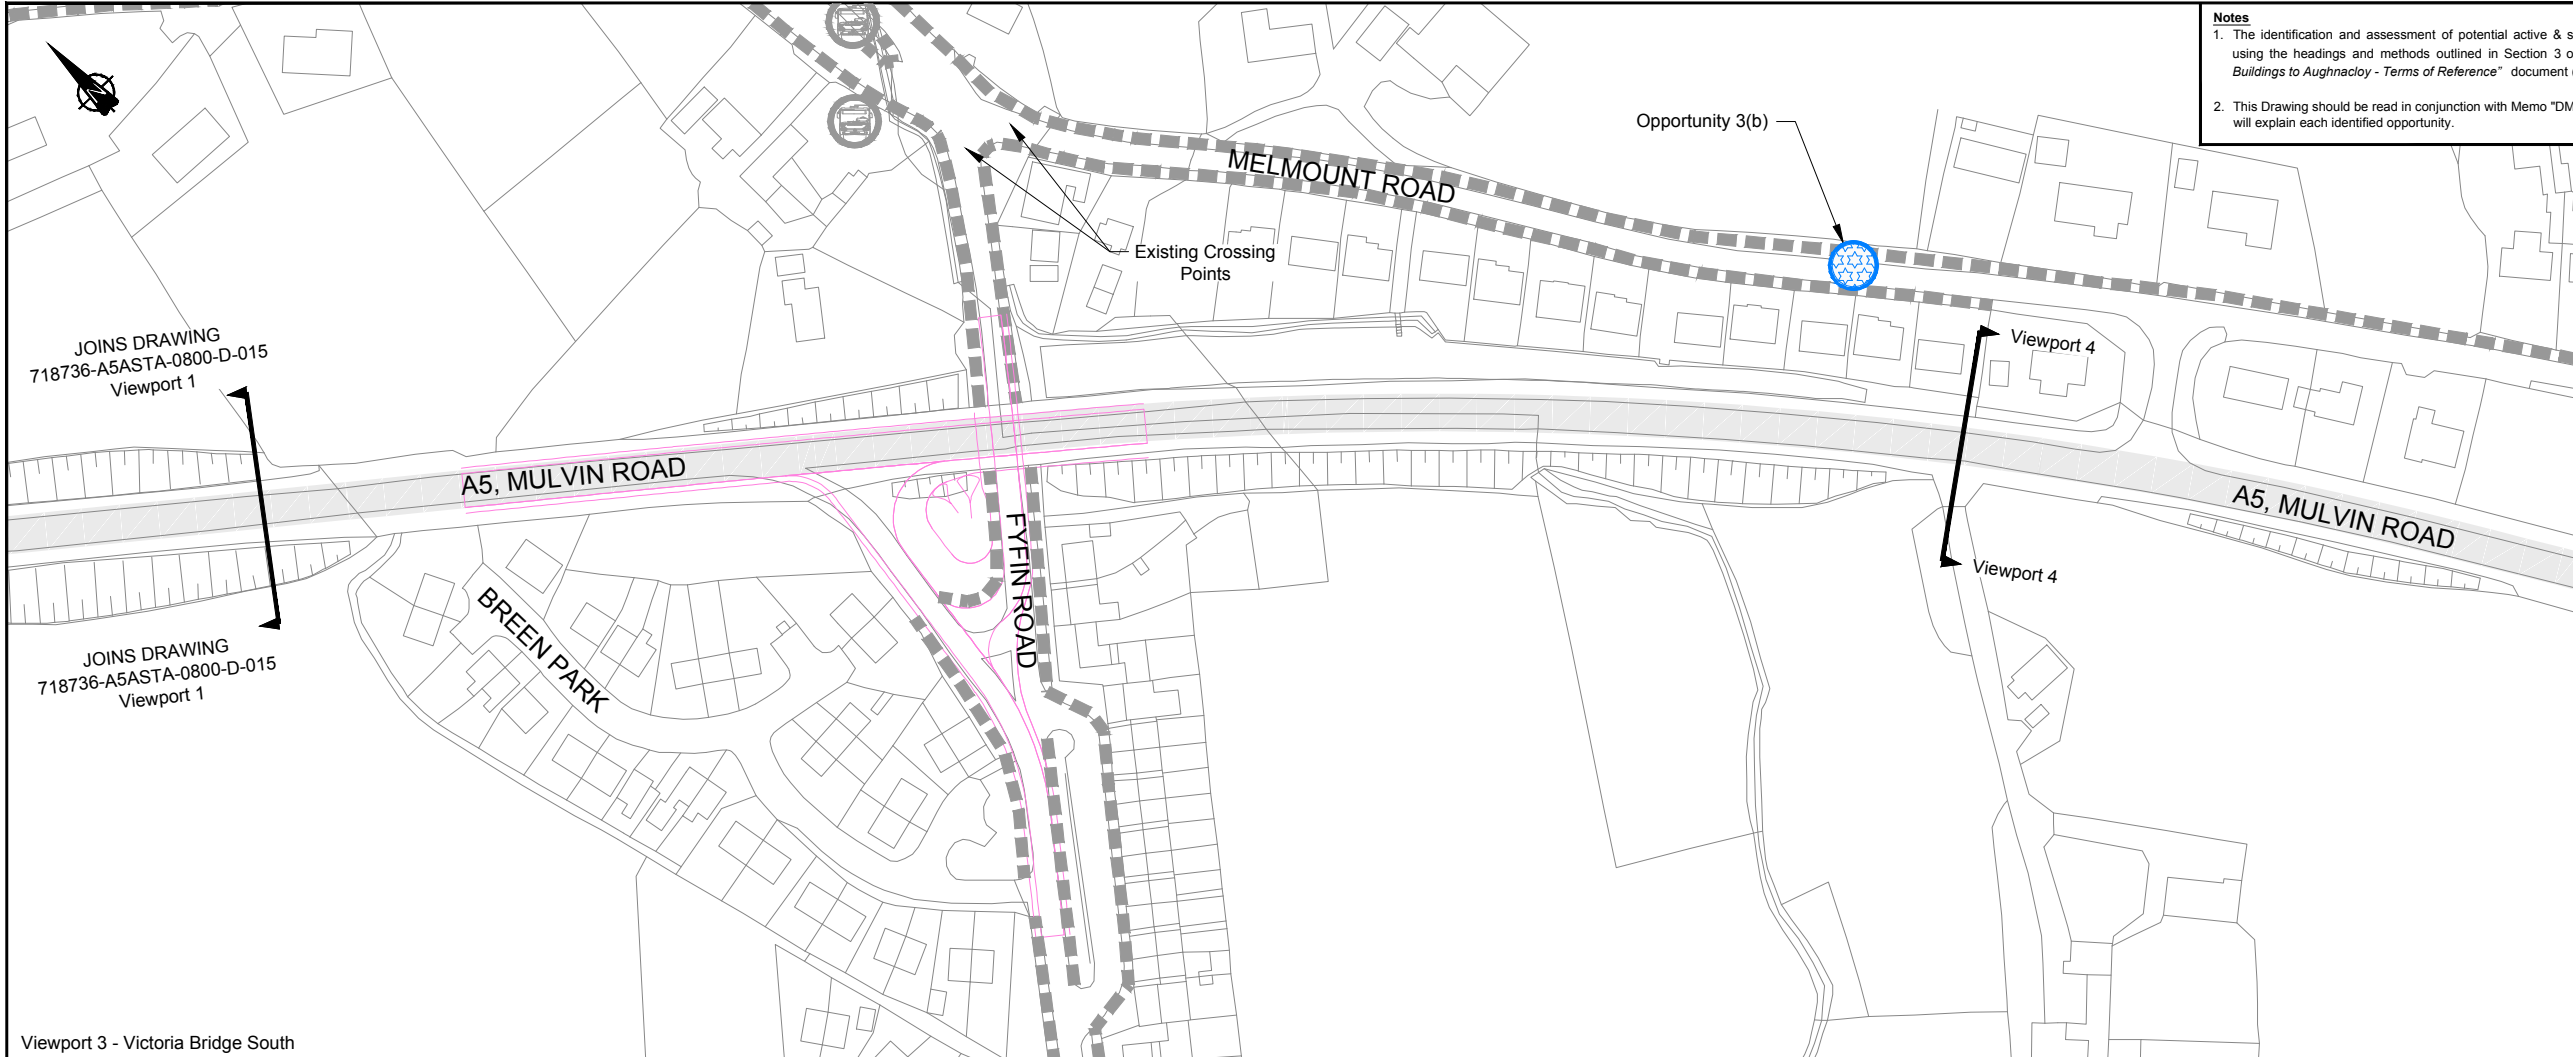 Notes
1. The identification and assessment of potential active & s
using the headings and methods outlined in Section 3 o
Buildings to Aughnacloy - Terms of Reference" document
2. This Drawing should be read in conjunction with Memo "DM
will explain each identified opportunity.
Opportunity 3(b)
MELMOUNT ROAD
Existing Crossing
Points
JOINS DRAWING
718736-A5ASTA-0800-D-015
Viewport 1
Viewport 4
A5, MULVIN ROAD
A5, MULVIN ROAD
FYFIN ROAD
Viewport 4
BREEN PARK
JOINS DRAWING
718736-A5ASTA-0800-D-015
Viewport 1
Viewport 3 - Victoria Bridge South